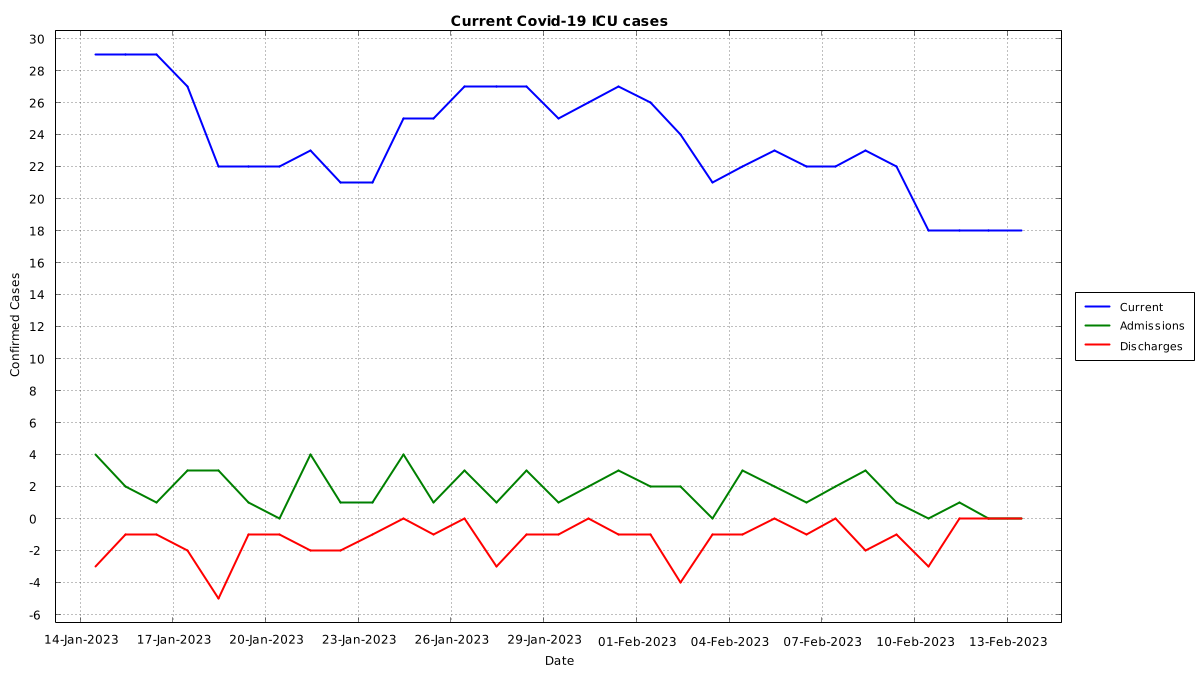 Current Covid-19 ICU cases
30
28
26
24
22
20
18
16
14
12
10
8
6
4
2
0
-2
-4
-6
Confirmed Cases
14-Jan-2023 17-Jan-2023 20-Jan-2023 23-Jan-2023 26-Jan-2023 29-Jan-2023 01-Feb-2023 04-Feb-2023 07-Feb-2023 10-Feb-2023 13-Feb-2023
Date
Current
Admissions
Discharges